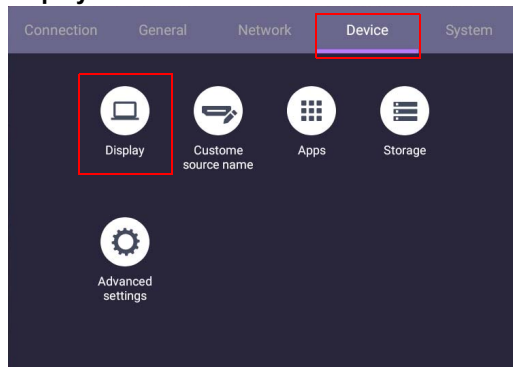 Connection General Network Device System
Display Custome source name Apps Storage
Advanced settings